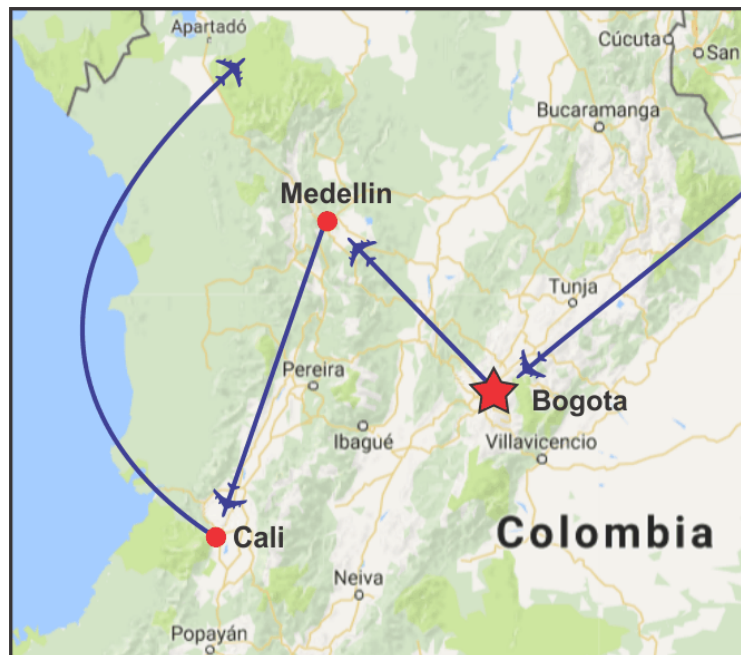 Apartadó
Cúcuta
San
Bucaramanga
Medellin
Tunja
Pereira
Bogota
Ibagué
Villavicencio
Cali
Colombia
Neiva
Popayán